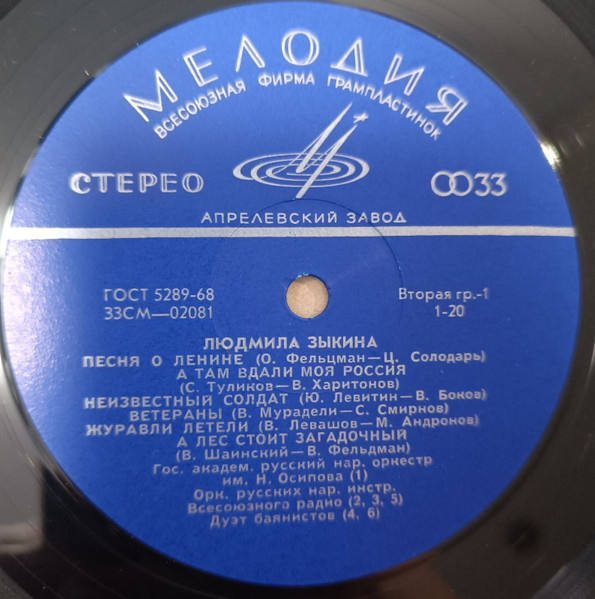 МЕЛОДИЯ
ВСЕСОЮЗНАЯ ФИРМА ГРАМПЛАСТИНОК
СТЕРЕО
33
АПРЕЛЕВСКИЙ ЗАВОД
ГОСТ 5289-68
33СМ—02081
Вторая гр.-1
1-20
ЛЮДМИЛА ЗЫКИНА
ПЕСНЯ О ЛЕНИНЕ (О. Фельцман—Ц. Солодарь)
А ТАМ ВДАЛИ МОЯ РОССИЯ
(С. Туликов—В. Харитонов)
НЕИЗВЕСТНЫЙ СОЛДАТ (Ю. Левитин—В. Боков)
ВЕТЕРАНЫ (В. Мурадели—С. Смирнов)
ЖУРАВЛИ ЛЕТЕЛИ (В. Левашов—М. Андронов)
А ЛЕС СТОИТ ЗАГАДОЧНЫЙ
(В. Шаинский—В. Фельдман)
Гос. академ. русский нар. оркестр
им. Н. Осипова (1)
Орк. русских нар. инстр.
Всесоюзного радио (2, 3, 5)
Дуэт баянистов (4, 6)